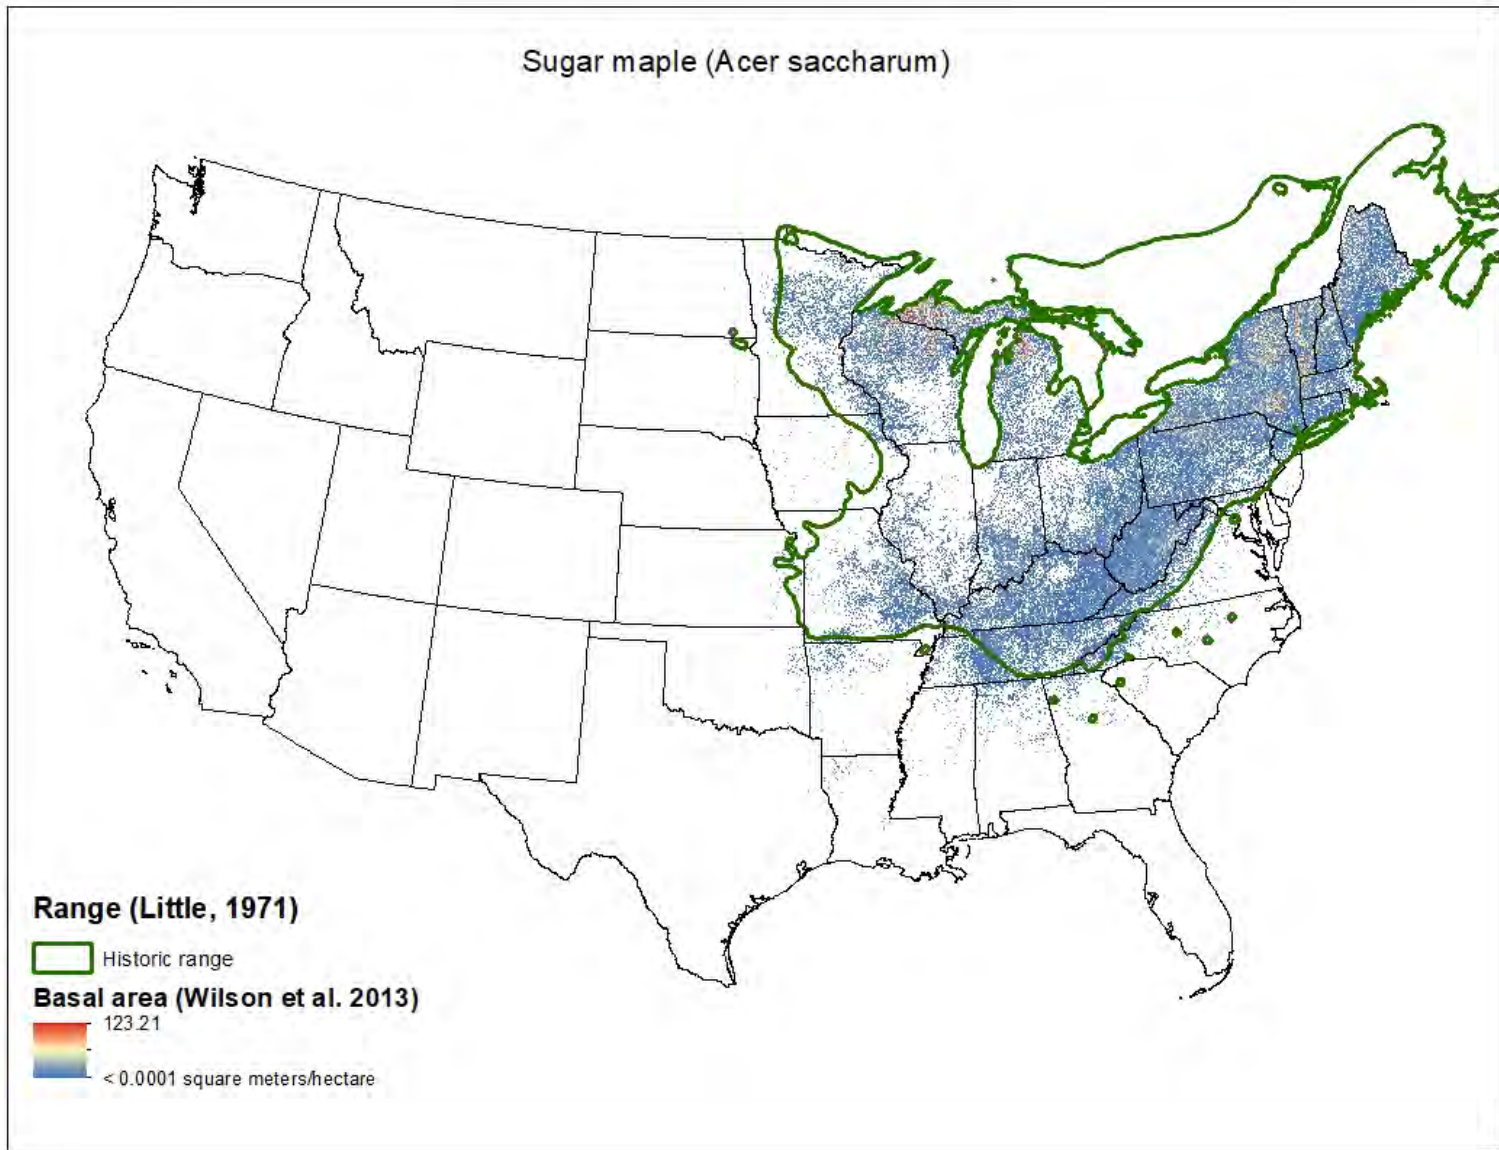 Sugar maple (Acer saccharum)
Range (Little, 1971)
Historic range
Basal area (Wilson et al. 2013)
123.21
< 0.0001 square meters/hectare